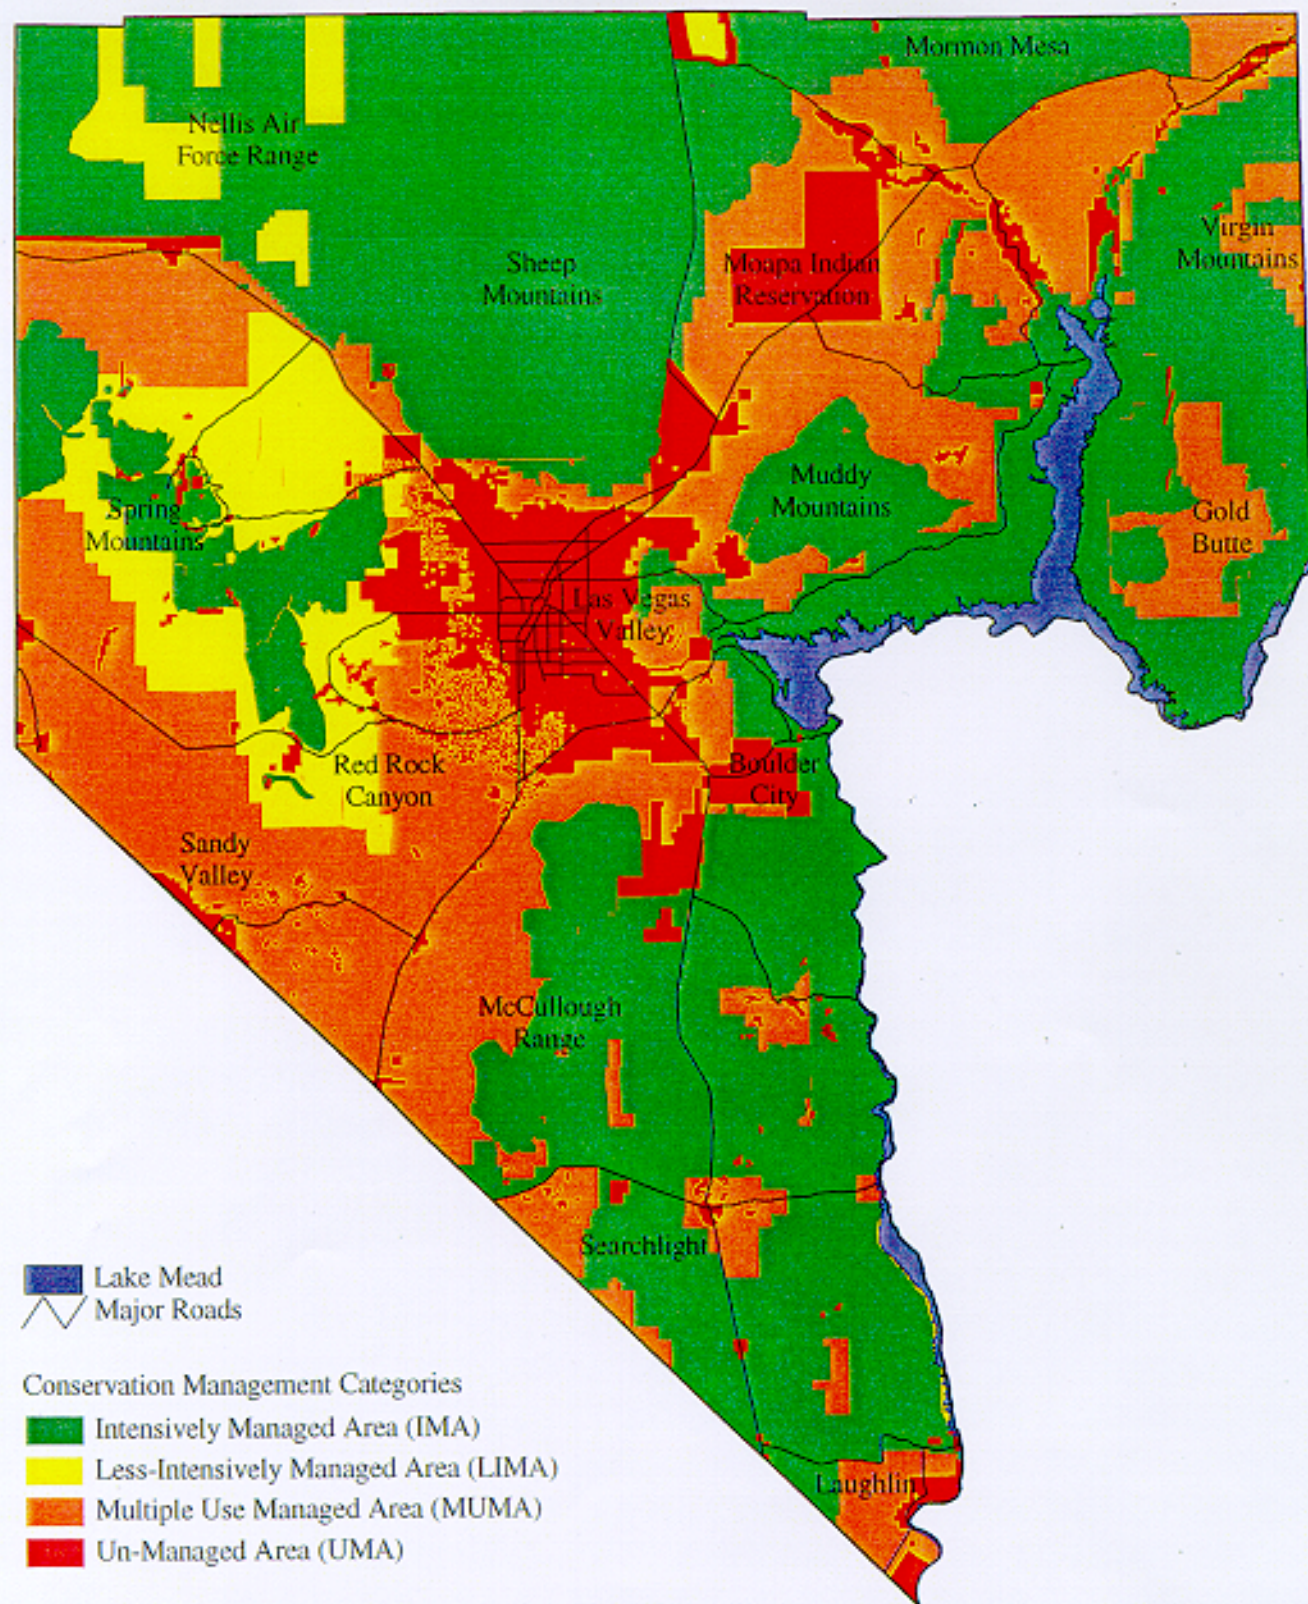 Mormon Mesa
Nellis Air
Force Range
Virgin
Mountains
Sheep
Mountains
Moapa Indian
Reservation
Muddy
Mountains
Spring
Mountains
Gold
Butte
Las Vegas
Valley
Red Rock
Canyon
Boulder
City
Sandy
Valley
McCullough
Range
Searchlight
Laughlin
Lake Mead
Major Roads
Conservation Management Categories
Intensively Managed Area (IMA)
Less-Intensively Managed Area (LIMA)
Multiple Use Managed Area (MUMA)
Un-Managed Area (UMA)